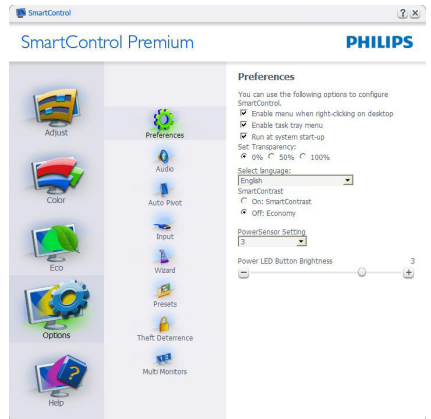 SmartControl
SmartControl Premium
PHILIPS
Adjust
Color
Eco
Options
Help
Preferences
Audio
Auto Pivot
Input
Wizard
Presets
Theft Deterrence
Multi Monitors
Preferences
You can use the following options to configure
SmartControl.
Enable menu when right-clicking on desktop
Enable task tray menu
Run at system start-up
Set Transparency:
0% 50% 100%
Select language:
English
SmartContrast
On: SmartContrast
Off: Economy
PowerSensor Setting
3
Power LED Button Brightness 3